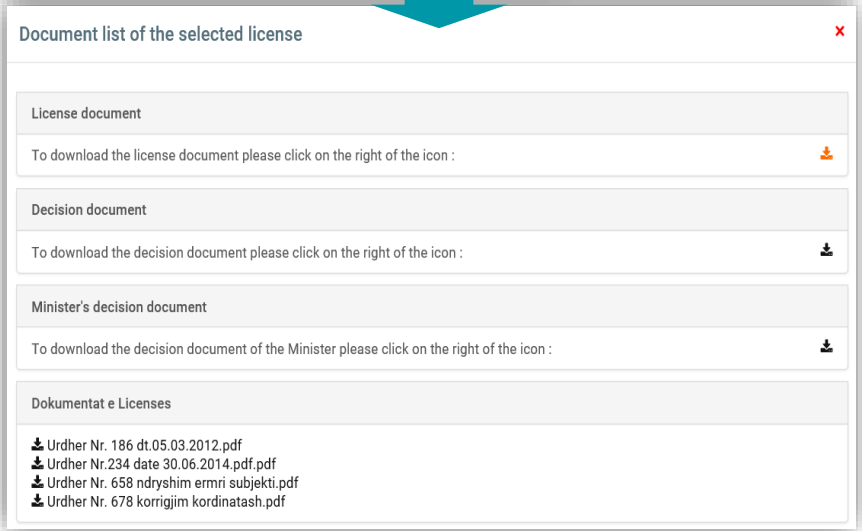 Document list of the selected license
License document
To download the license document please click on the right of the icon :
Decision document
To download the decision document please click on the right of the icon :
Minister's decision document
To download the decision document of the Minister please click on the right of the icon :
Dokumentat e Licenses
Urdher Nr. 186 dt.05.03.2012.pdf
Urdher Nr.234 date 30.06.2014.pdf.pdf
Urdher Nr. 658 ndryshim ermri subjekti.pdf
Urdher Nr. 678 korrigjim kordinatash.pdf